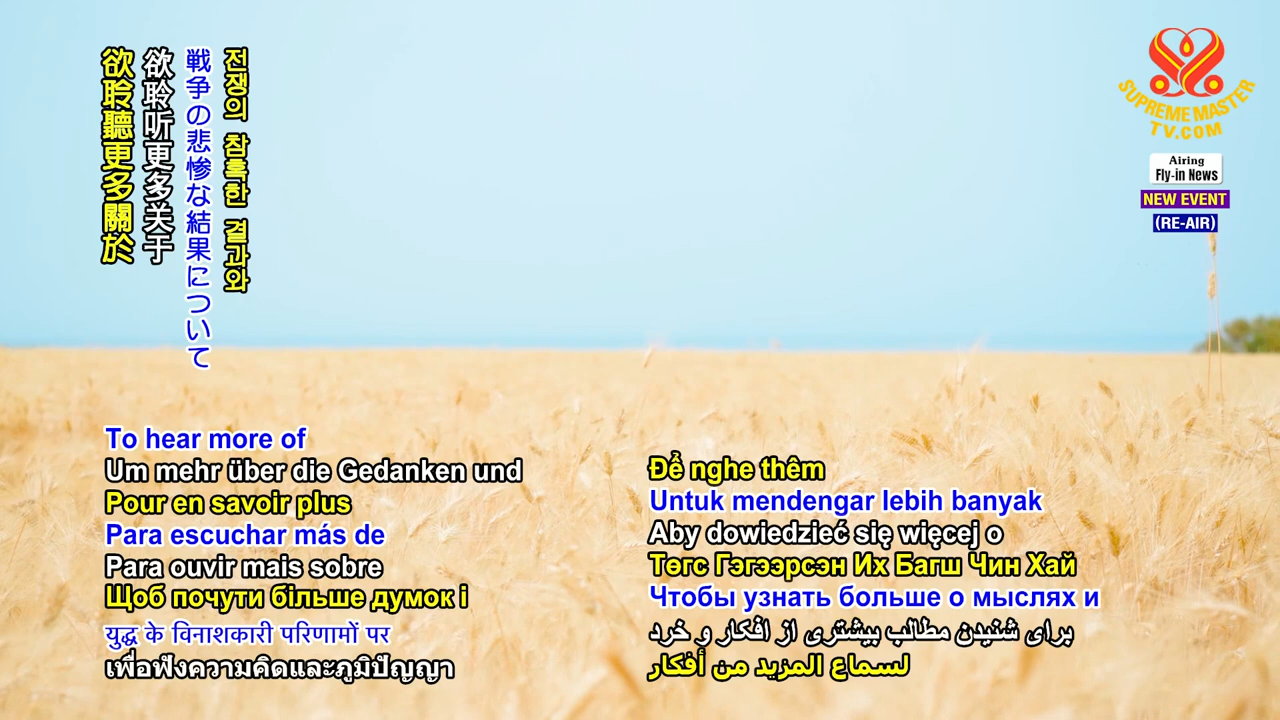 欲聆聽更多關於
欲聆听更多关于
戦争の悲惨な結果について
전쟁의 참혹한 결과와
SUPREME MASTER
TV.COM
Airing
Fly-in News
NEW EVENT
(RE-AIR)
To hear more of
Um mehr über die Gedanken und
Pour en savoir plus
Para escuchar más de
Para ouvir mais sobre
Щоб почути більше думок і
युद्ध के विनाशकारी परिणामों पर
เพื่อฟังความคิดและภูมิปัญญา
Để nghe thêm
Untuk mendengar lebih banyak
Aby dowiedzieć się więcej o
Төгс Гэгээрсэн Их Багш Чин Хай
Чтобы узнать больше о мыслях и
برای شنیدن مطالب بیشتری از افکار و خرد
لسماع المزيد من أفكار